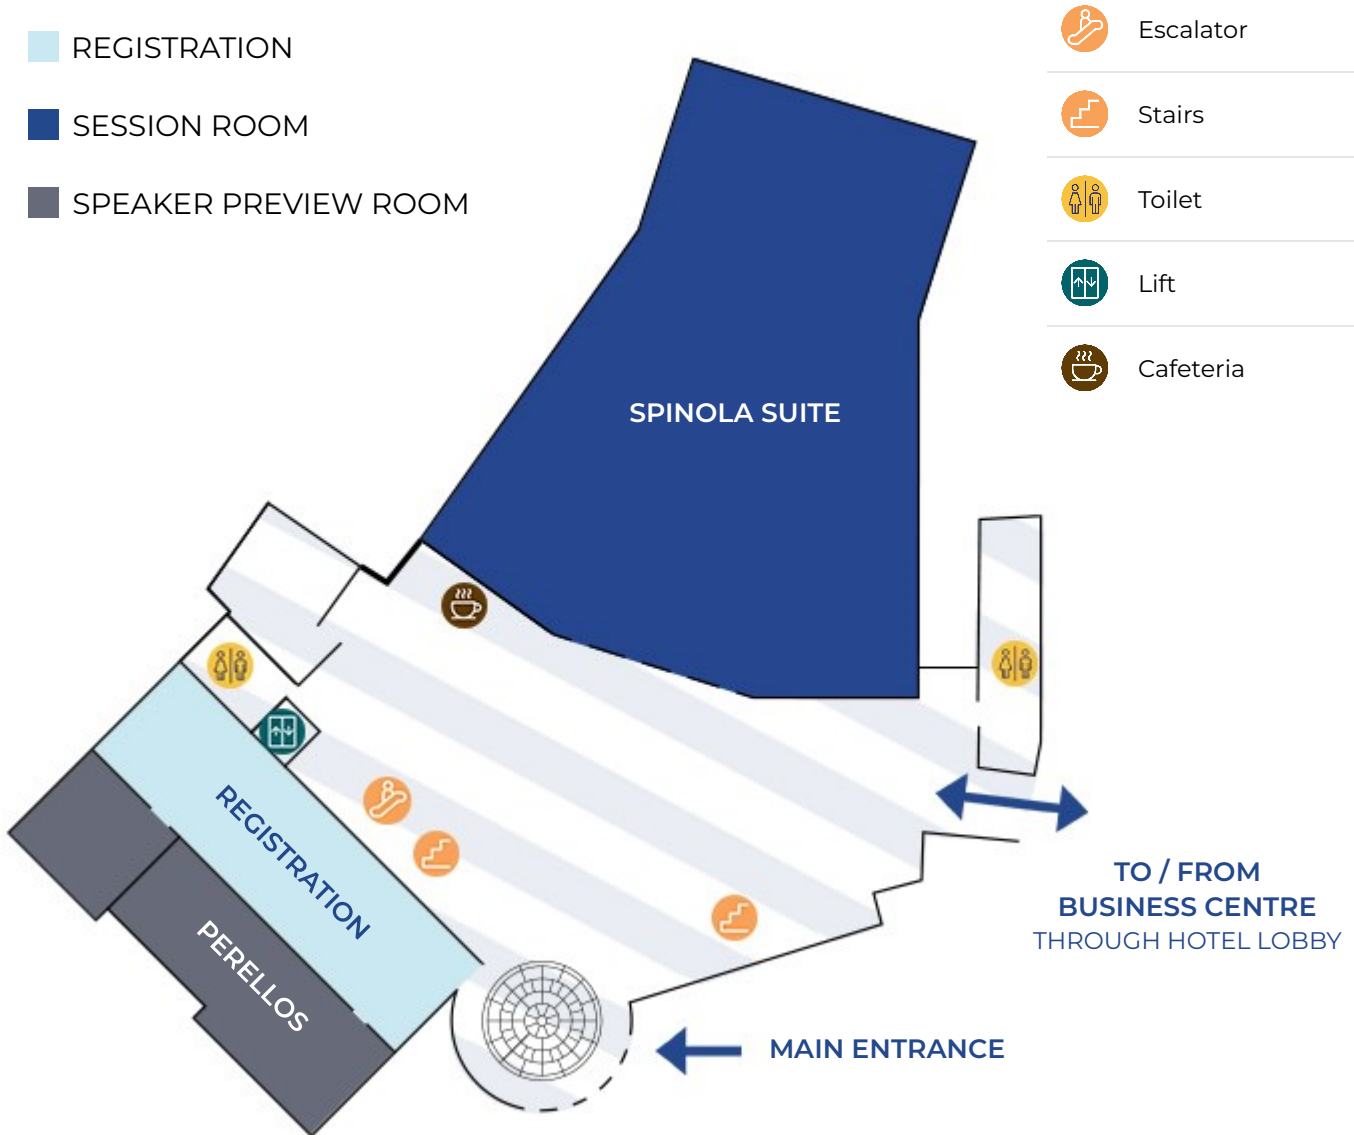 REGISTRATION
SESSION ROOM
SPEAKER PREVIEW ROOM
Escalator
Stairs
Toilet
Lift
Cafeteria
SPINOLA SUITE
REGISTRATION
PERELLOS
TO / FROM
BUSINESS CENTRE
THROUGH HOTEL LOBBY
MAIN ENTRANCE